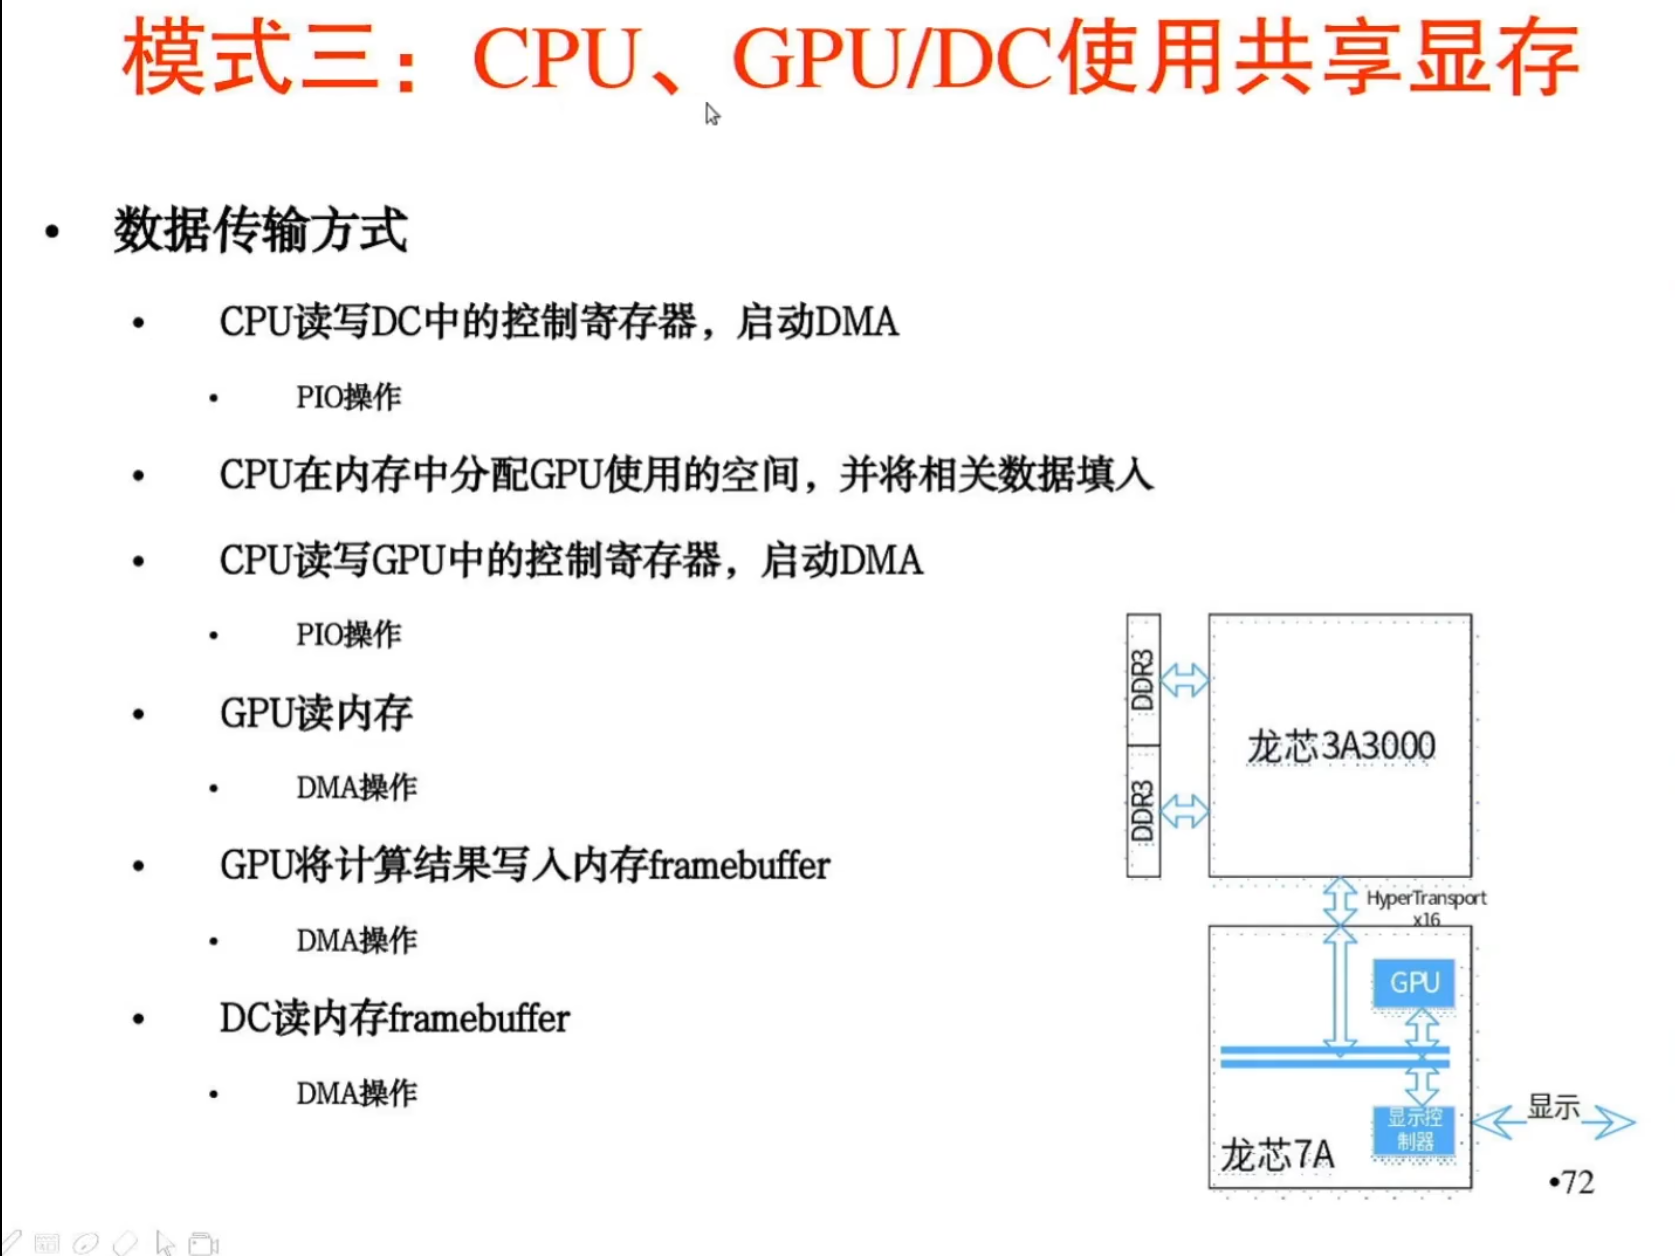 模式三：CPU、GPU/DC使用共享显存
• 数据传输方式
• CPU读写DC中的控制寄存器，启动DMA
• PIO操作
• CPU在内存中分配GPU使用的空间，并将相关数据填入
• CPU读写GPU中的控制寄存器，启动DMA
• PIO操作
• GPU读内存
• DMA操作
• GPU将计算结果写入内存framebuffer
• DMA操作
• DC读内存framebuffer
• DMA操作
DDR3
DDR3
龙芯3A3000
HyperTransport
x16
GPU
显示控
制器
龙芯7A
显示
•72